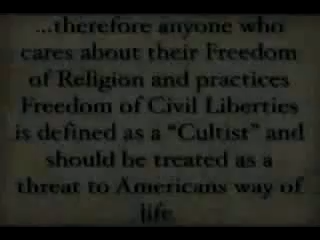 ...therefore anyone who
cares about their Freedom
of Religion and practices
Freedom of Civil Liberties
is defined as a "Cultist" and
should be treated as a
threat to Americans way of
life